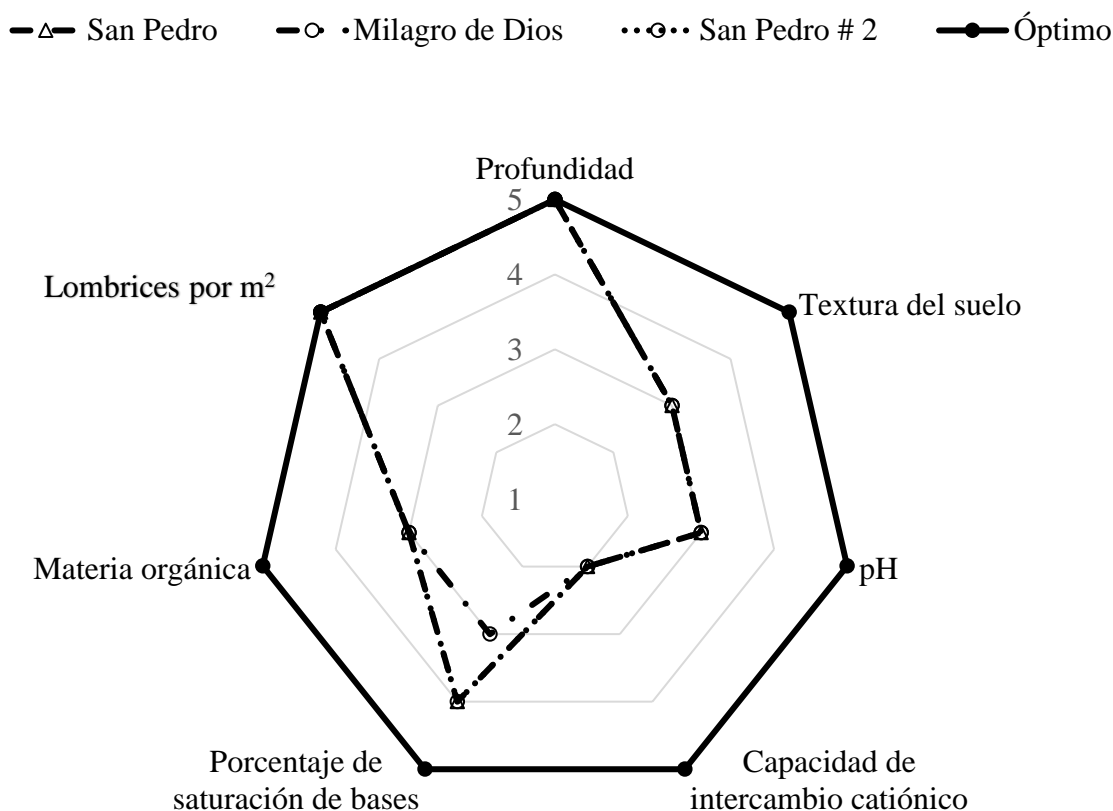 San Pedro Milagro de Dios San Pedro # 2 Óptimo
Profundidad
5
Lombrices por m²
4
Textura del suelo
3
2
1
Materia orgánica
pH
Porcentaje de
saturación de bases
Capacidad de
intercambio catiónico